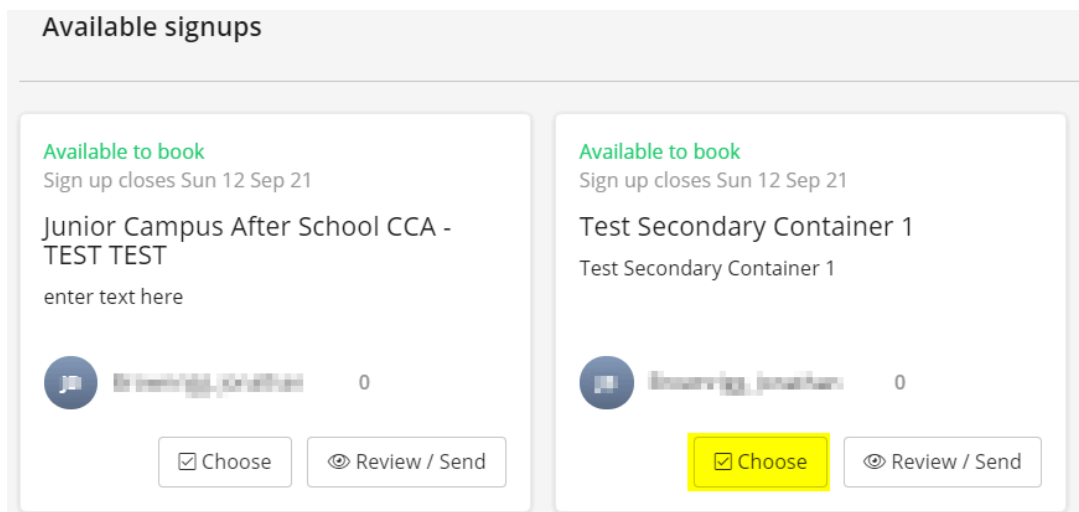 Available signups
Available to book
Sign up closes Sun 12 Sep 21
Junior Campus After School CCA -
TEST TEST
enter text here
0
Choose
Review / Send
Available to book
Sign up closes Sun 12 Sep 21
Test Secondary Container 1
Test Secondary Container 1
0
Choose
Review / Send